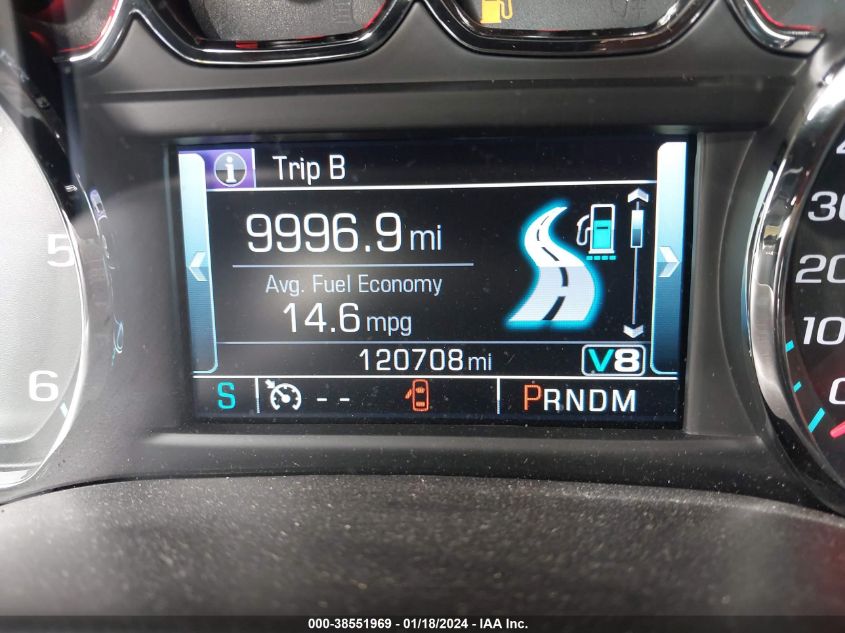 Trip B
9996.9 mi
Avg. Fuel Economy
14.6 mpg
120708 mi V8
S -- PRNDM
5
6
30
20
10
0
000-38551969 - 01/18/2024 - IAA Inc.